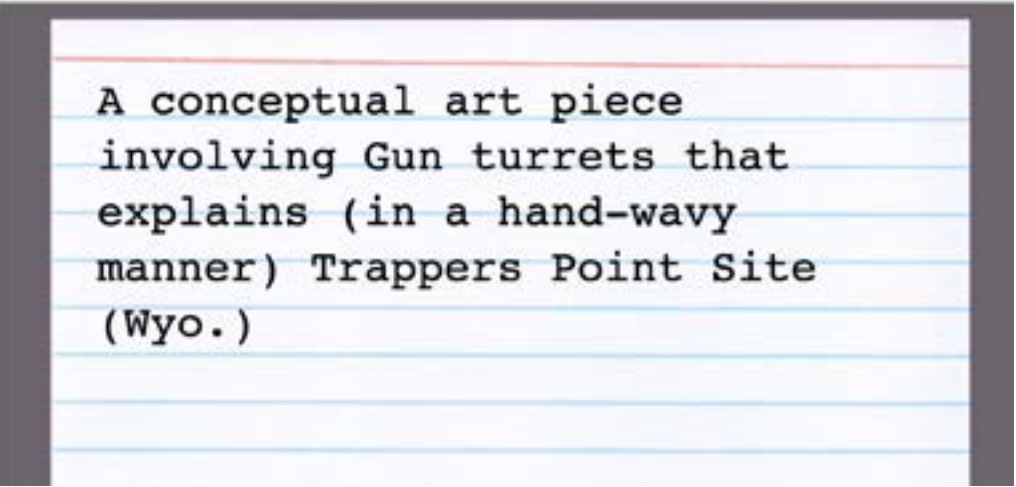 A conceptual art piece
involving Gun turrets that
explains (in a hand-wavy
manner) Trappers Point Site
(Wyo.)